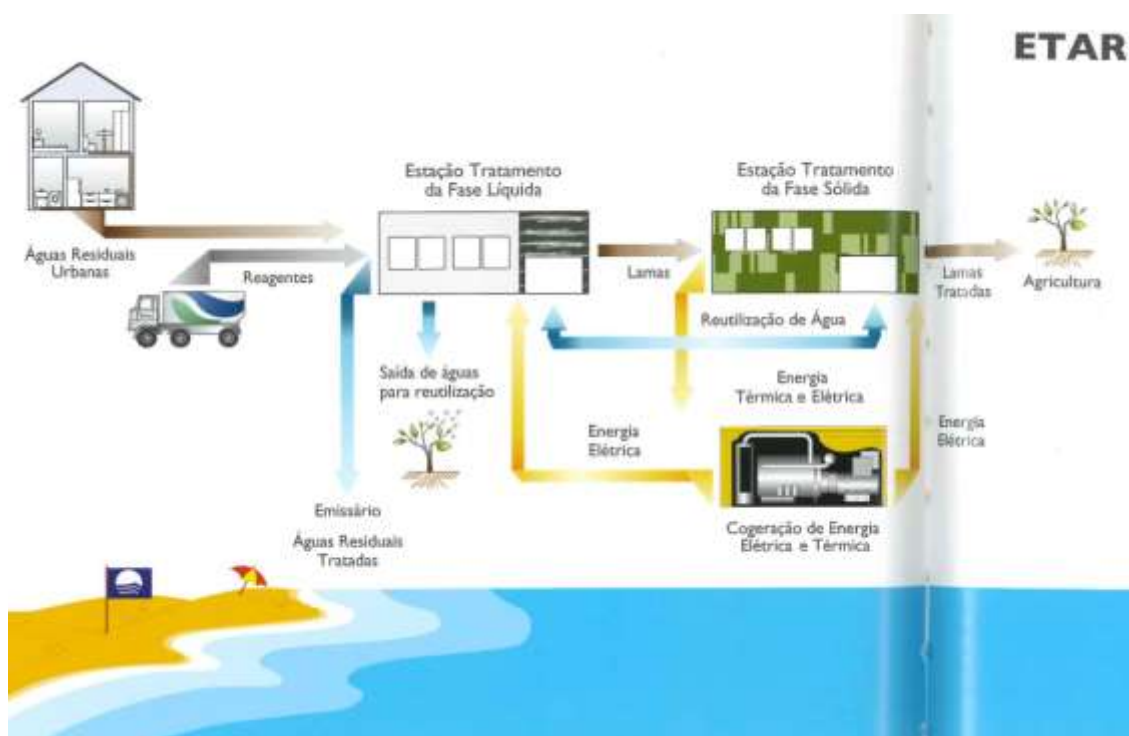 ETAR
Estação Tratamento
da Fase Líquida
Estação Tratamento
da Fase Sólida
Águas Residuais
Urbanas
Reagentes
Lamas
Lamas
Tratadas
Agricultura
Reutilização de Água
Saída de águas
para reutilização
Energia
Térmica e Elétrica
Energia
Elétrica
Energia
Elétrica
Emissário
Águas Residuais
Tratadas
Cogeração de Energia
Elétrica e Térmica